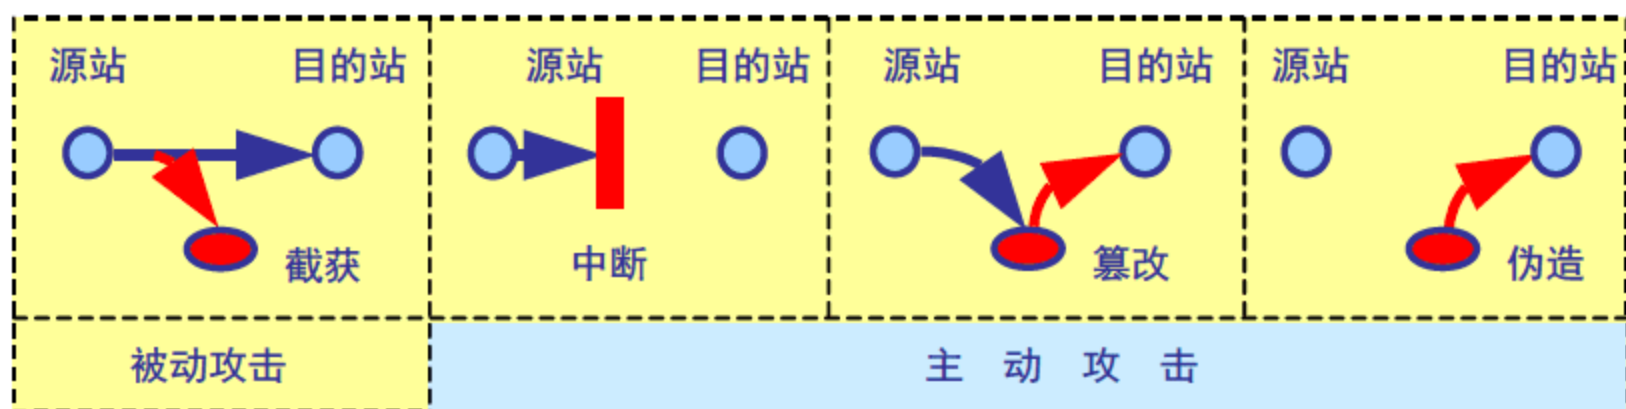 源站 目的站 源站 目的站 源站 目的站 源站 目的站
截获 中断 篡改 伪造
被动攻击 主 动 攻 击